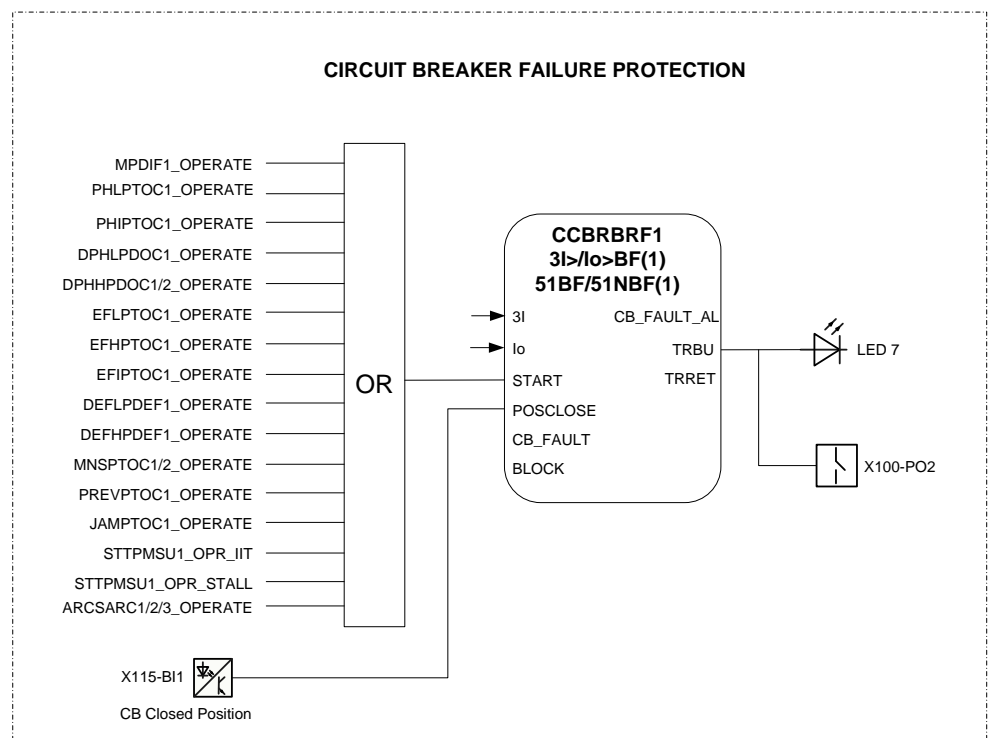 CIRCUIT BREAKER FAILURE PROTECTION
MPDIF1_OPERATE
PHLPTOC1_OPERATE
PHIPTOC1_OPERATE
DPHLPDOC1_OPERATE
DPHHPDOC1/2_OPERATE
EFLPTOC1_OPERATE
EFHPTOC1_OPERATE
EFIPTOC1_OPERATE
DEFLPDEF1_OPERATE
DEFHPDEF1_OPERATE
MNSPTOC1/2_OPERATE
PREVPTOC1_OPERATE
JAMPTOC1_OPERATE
STTPMSU1_OPR_IIT
STTPMSU1_OPR_STALL
ARCSARC1/2/3_OPERATE
OR
X115-BI1
CB Closed Position
CCBRBRF1
3I>/Io>BF(1)
51BF/51NBF(1)
3I
Io
START
POSCLOSE
CB_FAULT
BLOCK
CB_FAULT_AL
TRBU
TRRET
LED 7
X100-PO2